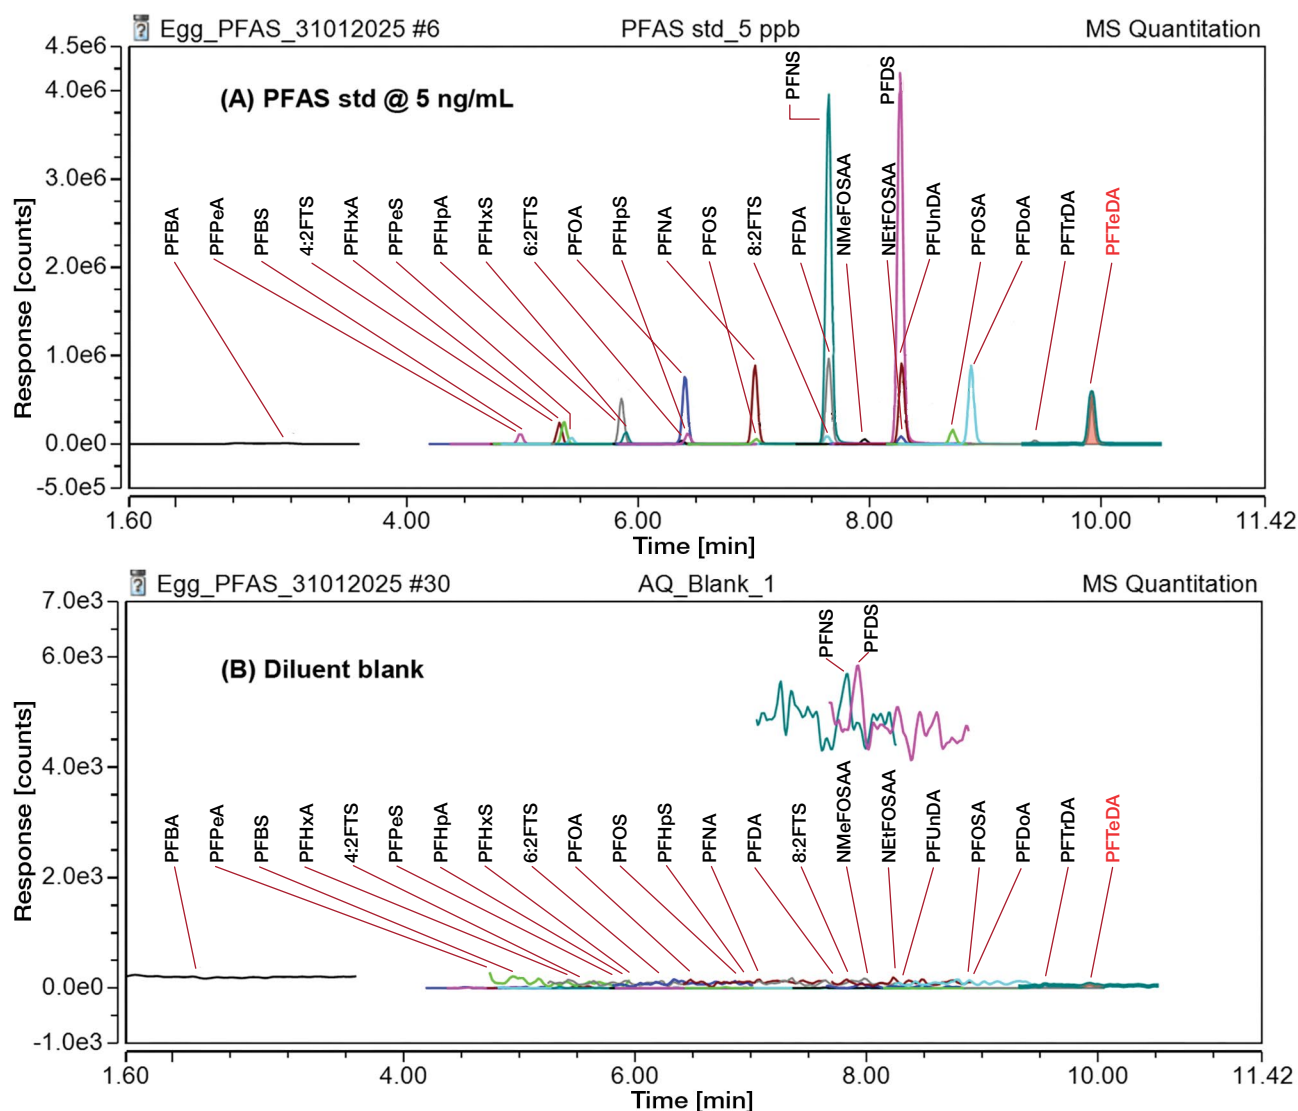 Egg_PFAS_31012025 #6 PFAS std_5 ppb MS Quantitation
(A) PFAS std @ 5 ng/mL
Response [counts]
4.5e6
4.0e6
3.0e6
2.0e6
1.0e6
0.0e0
-5.0e5
PFBA
PFPeA
PFBS
4:2FTS
PFHxA
PFPeS
PFHpA
PFHxS
6:2FTS
PFOA
PFHpS
PFNA
PFOS
8:2FTS
PFNS
PFDA
NMeFOSAA
PFDS
NEtFOSAA
PFUnDA
PFOSA
PFDoA
PFTrDA
PFTeDA
1.60 4.00 6.00 8.00 10.00 11.42
Time [min]
Egg_PFAS_31012025 #30 AQ_Blank_1 MS Quantitation
(B) Diluent blank
Response [counts]
7.0e3
6.0e3
4.0e3
2.0e3
0.0e0
-1.0e3
PFNS
PFDS
PFBA
PFPeA
PFBS
PFHxA
4:2FTS
PFPeS
PFHpA
PFHxS
6:2FTS
PFOA
PFOS
PFHpS
PFNA
PFDA
8:2FTS
NMeFOSAA
NEtFOSAA
PFUnDA
PFOSA
PFDoA
PFTrDA
PFTeDA
1.60 4.00 6.00 8.00 10.00 11.42
Time [min]